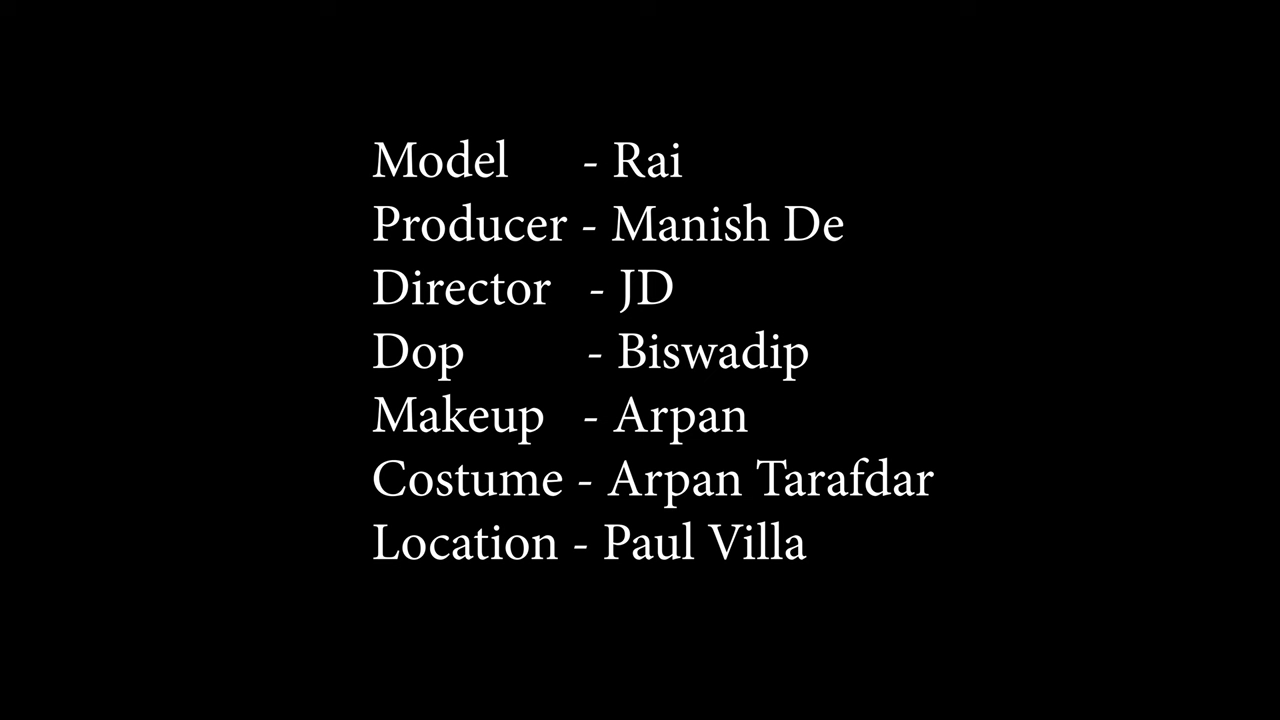 Model - Rai
Producer - Manish De
Director - JD
Dop - Biswadip
Makeup - Arpan
Costume - Arpan Tarafdar
Location - Paul Villa